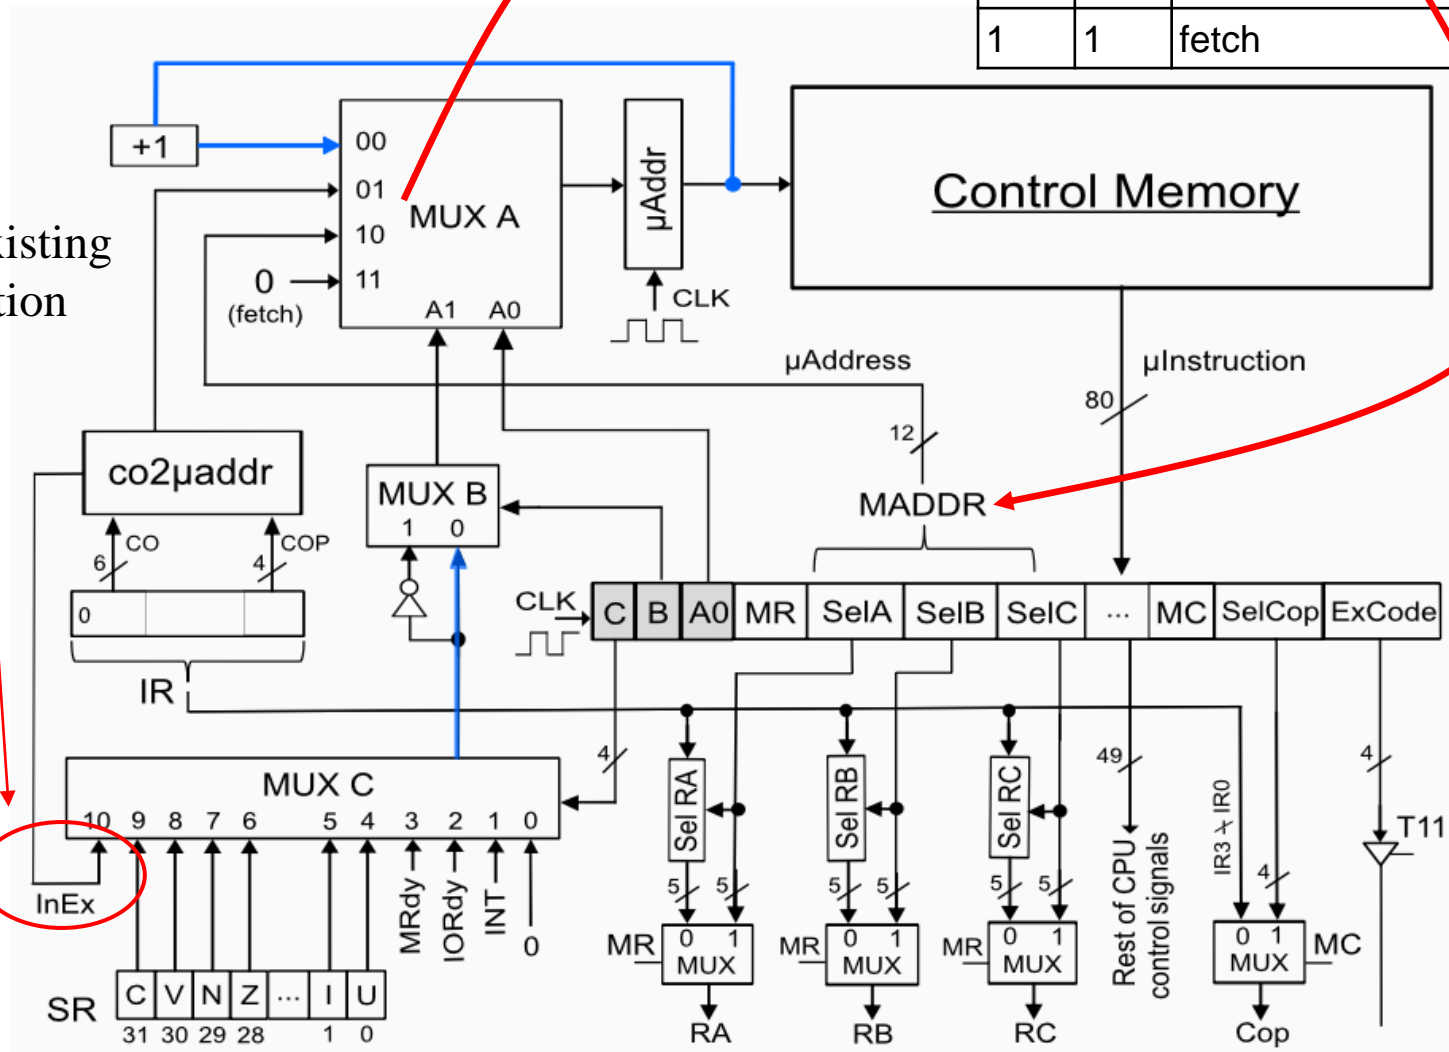 1 1 fetch
+1
00
01
MUX A
10
0
11
(fetch)
A1 A0
µAddr
CLK
Control Memory
tion
µAddress
µInstruction
80
12
co2µaddr
MUX B
1 0
MADDR
CO
COP
6
4
0
IR
CLK
C B A0 MR SelA SelB SelC ... MC SelCop ExCode
4
MUX C
10 9 8 7 6 5 4 3 2 1 0
InEx
MRdy
IORdy
INT
0
Sel RA
Sel RB
Sel RC
49
IR3
IR0
4
4
T11
5 5 5 5 5 5
MR 0 1 MUX
MR 0 1 MUX
MR 0 1 MUX
Rest of CPU
control signals
0 1 MUX MC
SR C V N Z ... I U
31 30 29 28 1 0
RA RB RC Cop